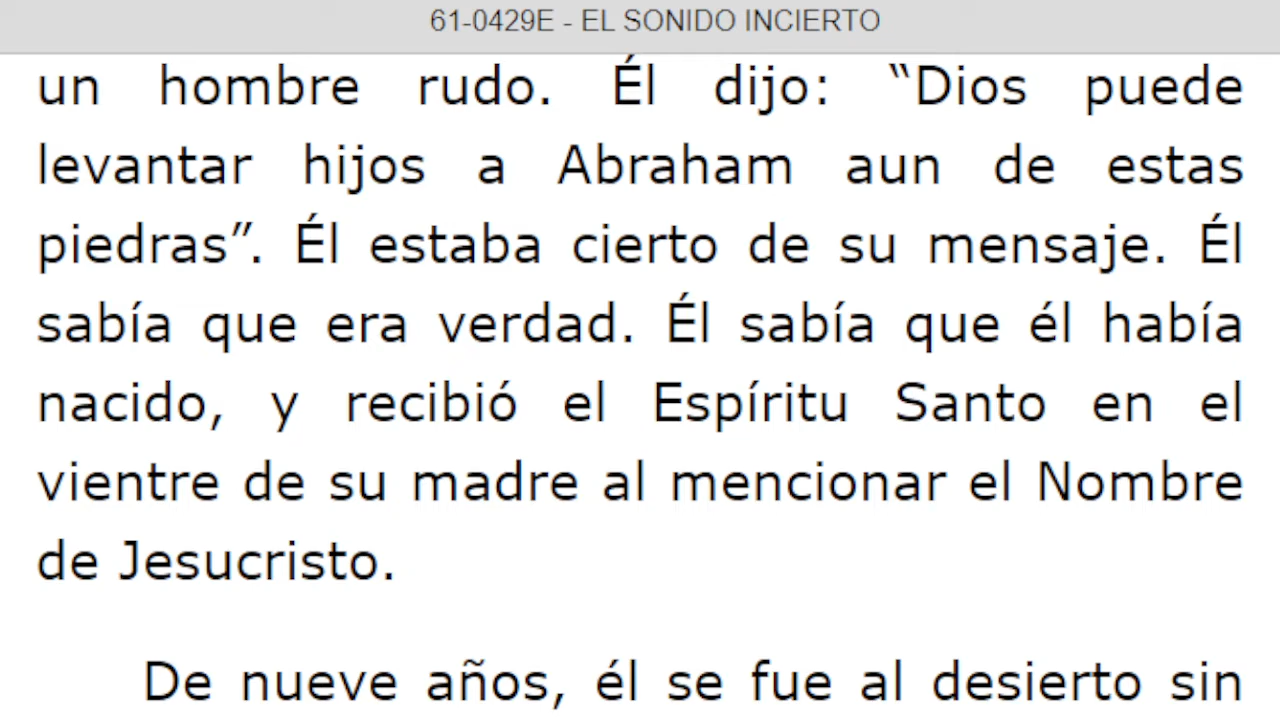 61-0429E - EL SONIDO INCIERTO
un hombre rudo. Él dijo: “Dios puede
levantar hijos a Abraham aun de estas
piedras”. Él estaba cierto de su mensaje. Él
sabía que era verdad. Él sabía que él había
nacido, y recibió el Espíritu Santo en el
vientre de su madre al mencionar el Nombre
de Jesucristo.
De nueve años, él se fue al desierto sin